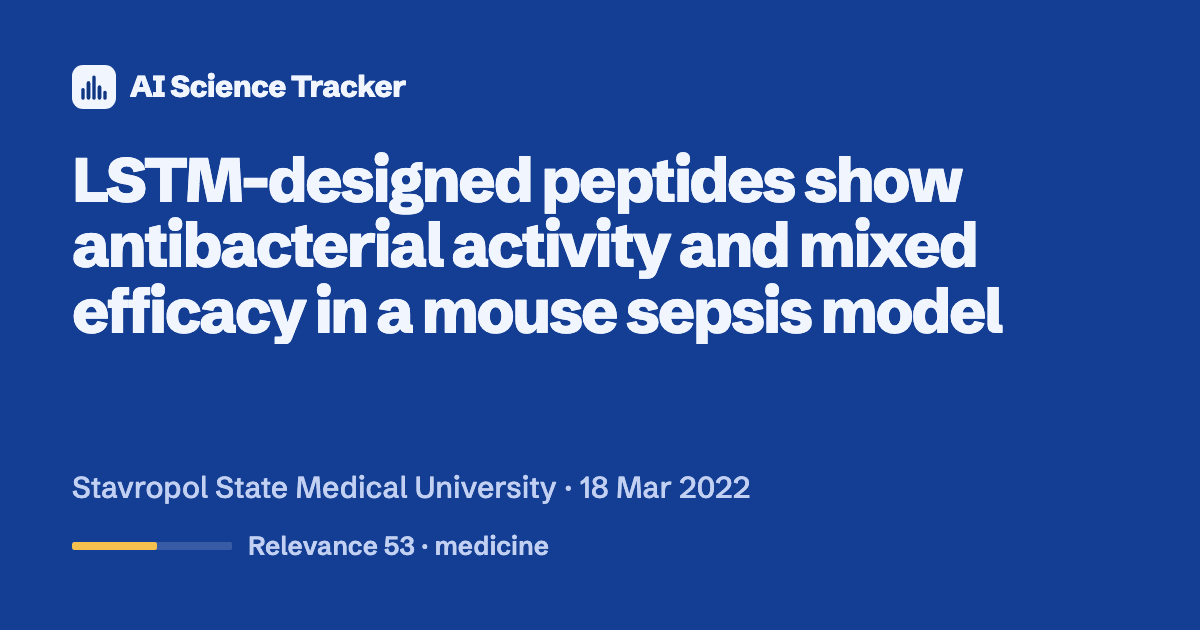 AI Science Tracker
LSTM-designed peptides show
antibacterial activity and mixed
efficacy in a mouse sepsis model
Stavropol State Medical University · 18 Mar 2022
Relevance 53 · medicine